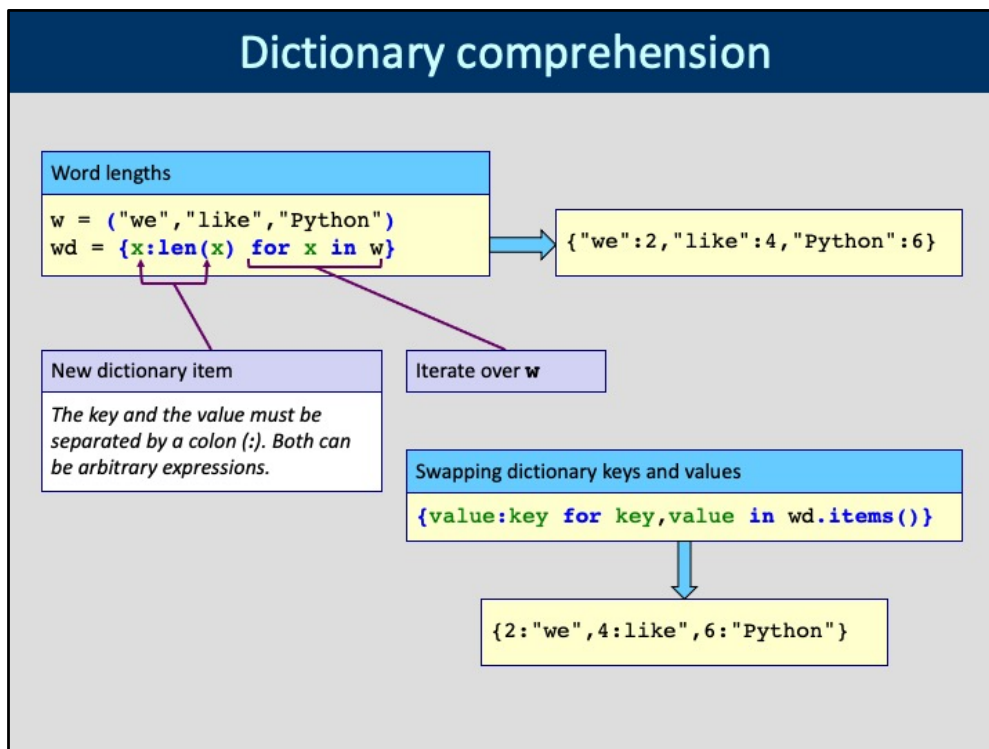 Dictionary comprehension
Word lengths
w = ("we","like","Python")
wd = {x:len(x) for x in w}
{"we":2,"like":4,"Python":6}
New dictionary item
The key and the value must be
separated by a colon (:). Both can
be arbitrary expressions.
Iterate over w
Swapping dictionary keys and values
{value:key for key,value in wd.items()}
{2:"we",4:like",6:"Python"}